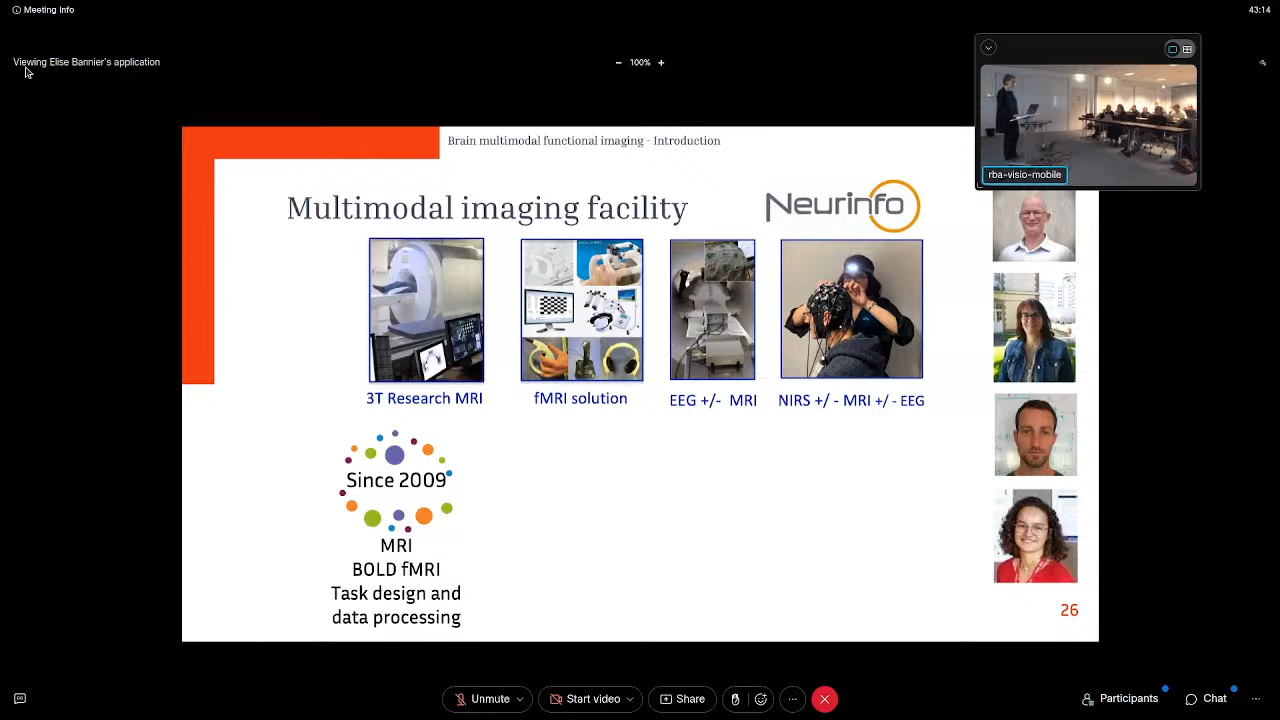 Meeting Info
43:14
Viewing Elise Bannier's application
− 100% +
rba-visio-mobile
Brain multimodal functional imaging - Introduction
Multimodal imaging facility
Neurinfo
3T Research MRI
fMRI solution
EEG +/- MRI
NIRS +/ - MRI +/ - EEG
Since 2009
MRI
BOLD fMRI
Task design and
data processing
26
Unmute
Start video
Share
Participants
Chat